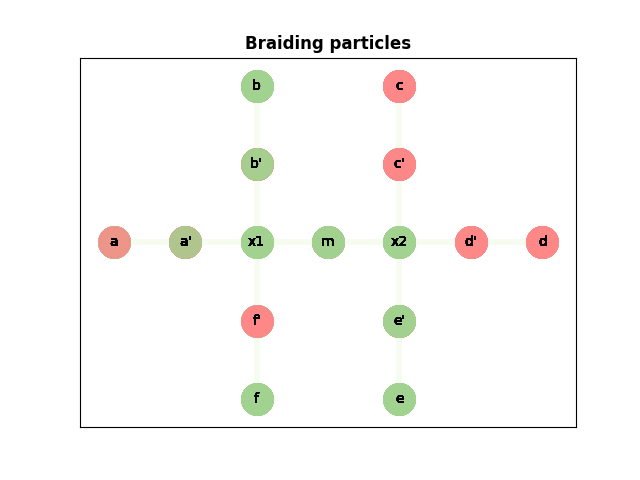 Braiding particles
b c
b' c'
a a' x1 m x2 d' d
f' e'
f e